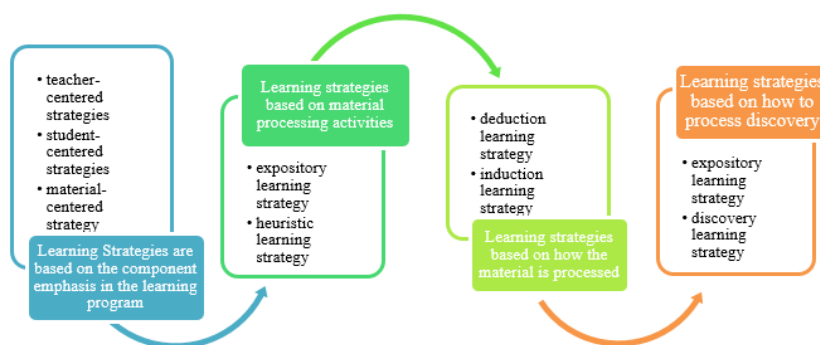 • teacher-
centered
strategies
• student-
centered
strategies
• material-
centered
strategy
Learning Strategies are
based on the component
emphasis in the learning
program
Learning strategies
based on material
processing activities
• expository
learning
strategy
• heuristic
learning
strategy
• deduction
learning
strategy
• induction
learning
strategy
Learning strategies
based on how the
material is processed
Learning strategies
based on how to
process discovery
• expository
learning
strategy
• discovery
learning
strategy